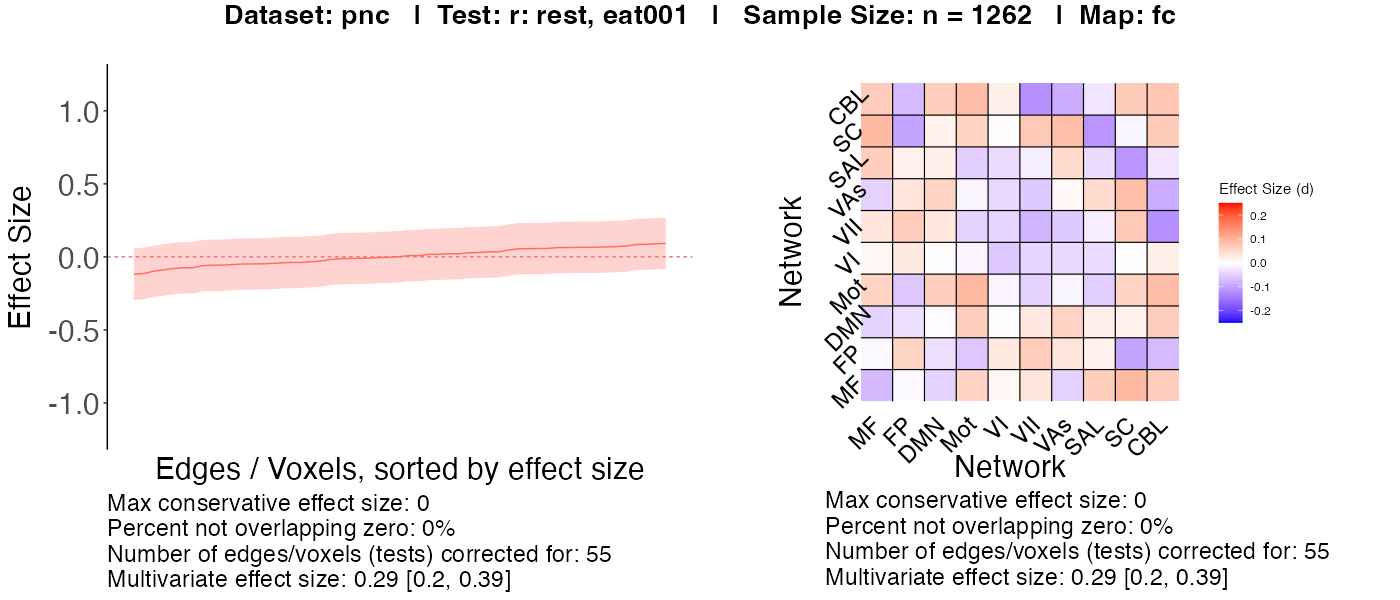 Dataset: pnc | Test: r: rest, eat001 | Sample Size: n = 1262 | Map: fc
Effect Size
1.0
0.5
0.0
-0.5
-1.0
Edges / Voxels, sorted by effect size
Max conservative effect size: 0
Percent not overlapping zero: 0%
Number of edges/voxels (tests) corrected for: 55
Multivariate effect size: 0.29 [0.2, 0.39]
Network
CBL
SC
SAL
VAs
VII
VI
Mot
DMN
FP
MF
MF FP DMN Mot VI VII VAs SAL SC CBL
Network
Effect Size (d)
0.2
0.1
0.0
-0.1
-0.2
Max conservative effect size: 0
Percent not overlapping zero: 0%
Number of edges/voxels (tests) corrected for: 55
Multivariate effect size: 0.29 [0.2, 0.39]